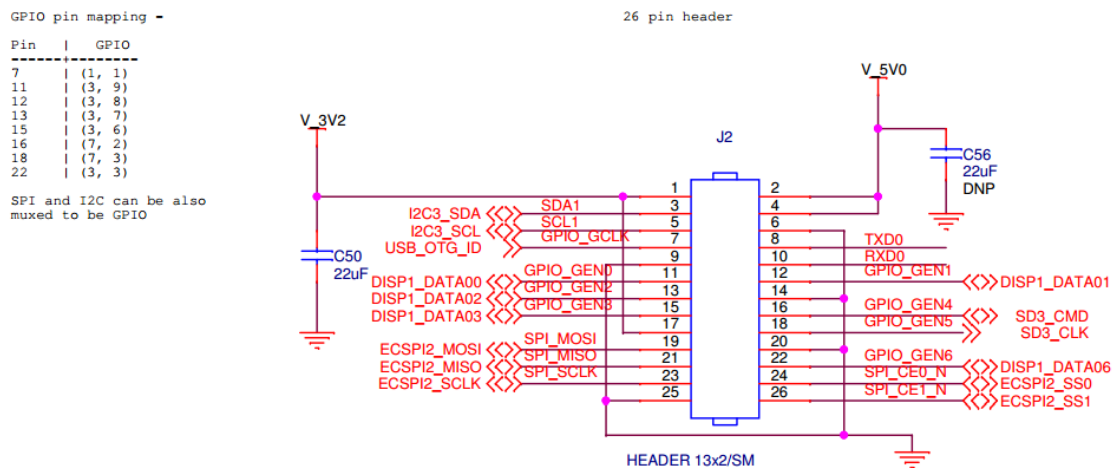 GPIO pin mapping -
26 pin header
Pin | GPIO
-------+--------
7 | (1, 1)
11 | (3, 9)
12 | (3, 8)
13 | (3, 7)
15 | (3, 6)
16 | (7, 2)
18 | (7, 3)
22 | (3, 3)
SPI and I2C can be also
muxed to be GPIO
V_3V2
V_5V0
J2
C56
22uF
DNP
C50
22uF
1 2
I2C3_SDA SDA1 3 4
I2C3_SCL SCL1 5 6
USB_OTG_ID GPIO_GCLK 7 8 TXD0
9 10 RXD0
DISP1_DATA00 GPIO_GEN0 11 12 GPIO_GEN1 DISP1_DATA01
DISP1_DATA02 GPIO_GEN2 13 14
DISP1_DATA03 GPIO_GEN3 15 16 GPIO_GEN4 SD3_CMD
17 18 GPIO_GEN5 SD3_CLK
ECSPI2_MOSI SPI_MOSI 19 20
ECSPI2_MISO SPI_MISO 21 22 GPIO_GEN6 DISP1_DATA06
ECSPI2_SCLK SPI_SCLK 23 24 SPI_CE0_N ECSPI2_SS0
25 26 SPI_CE1_N ECSPI2_SS1
HEADER 13x2/SM